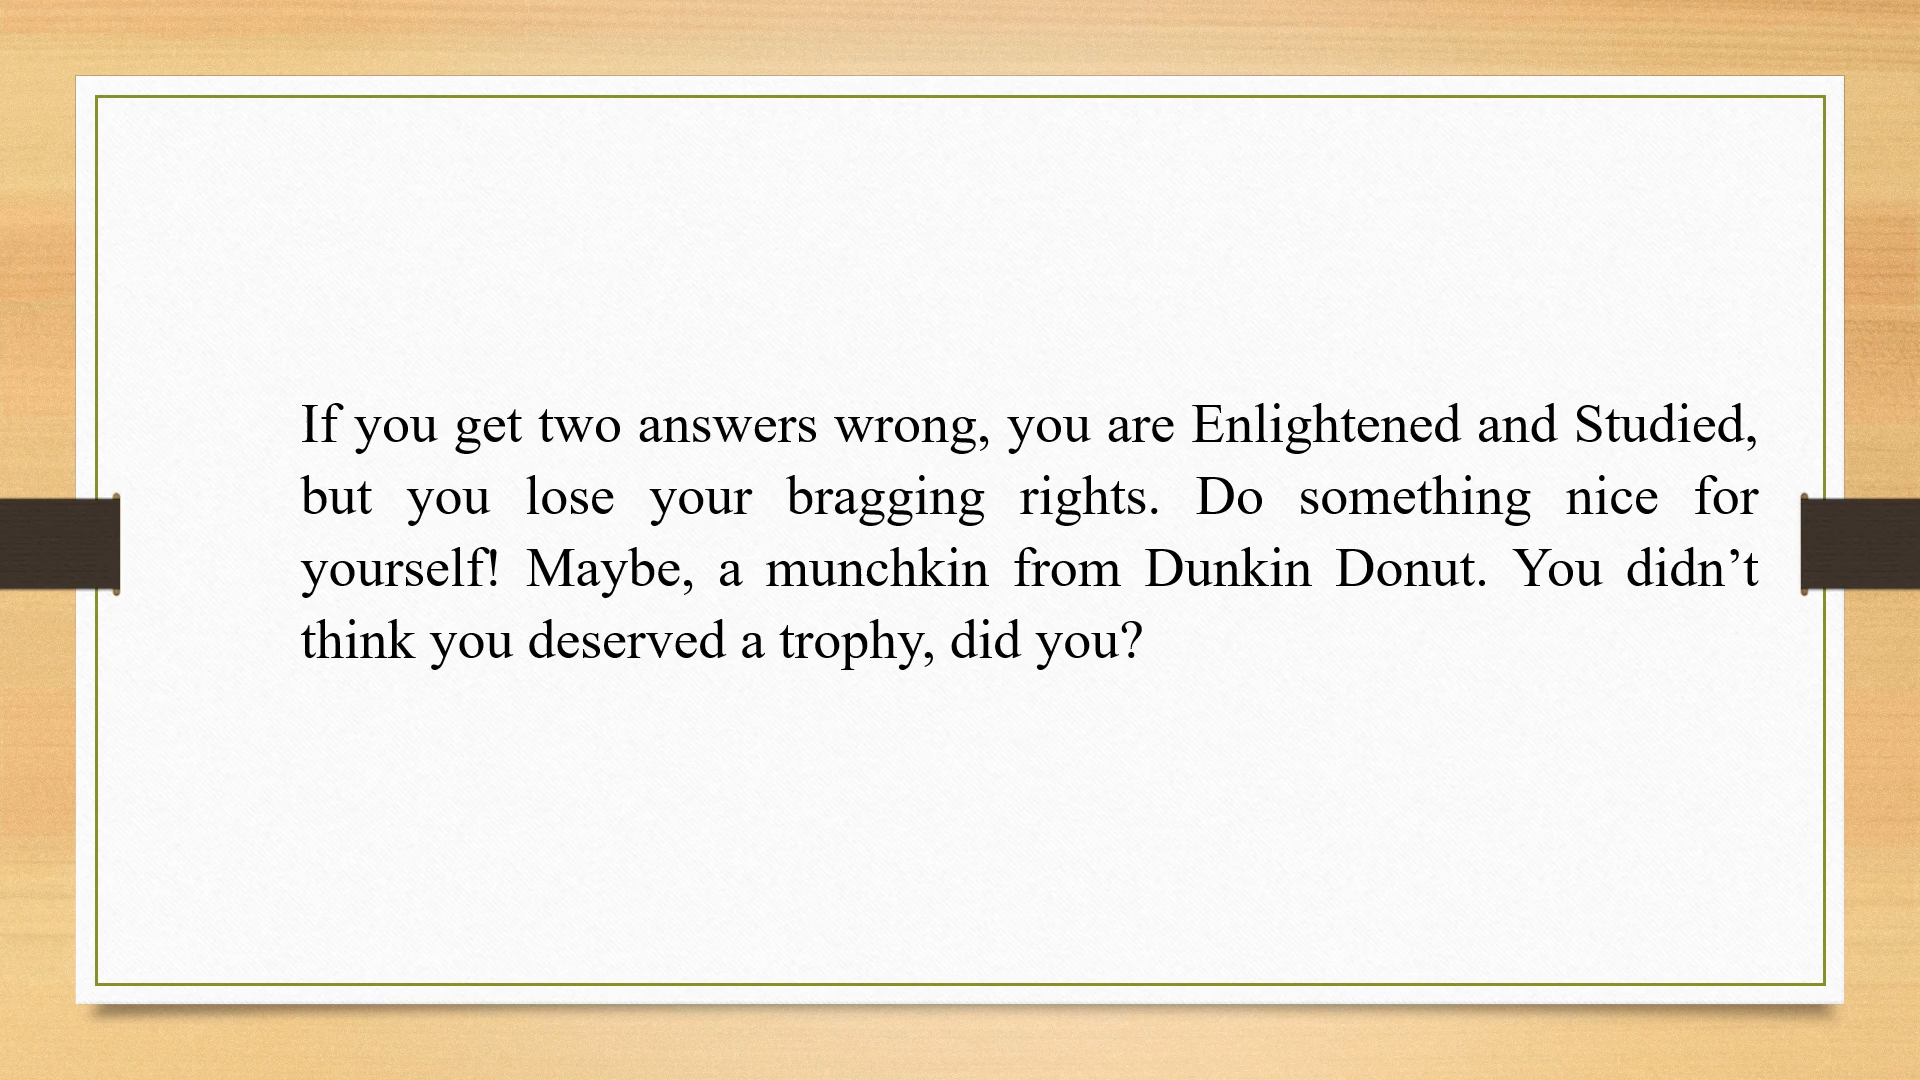 If you get two answers wrong, you are Enlightened and Studied,
but you lose your bragging rights. Do something nice for
yourself! Maybe, a munchkin from Dunkin Donut. You didn’t
think you deserved a trophy, did you?